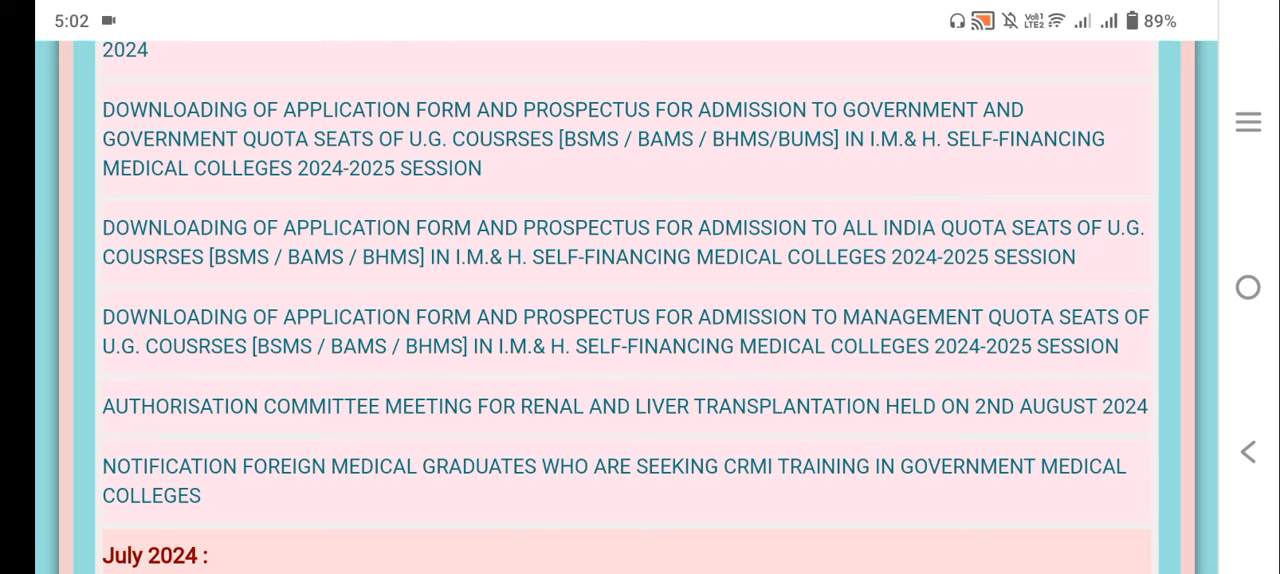 5:02
Vol) 1
LTE2
89%
2024
DOWNLOADING OF APPLICATION FORM AND PROSPECTUS FOR ADMISSION TO GOVERNMENT AND
GOVERNMENT QUOTA SEATS OF U.G. COUSRSES [BSMS / BAMS / BHMS/BUMS] IN I.M.& H. SELF-FINANCING
MEDICAL COLLEGES 2024-2025 SESSION
DOWNLOADING OF APPLICATION FORM AND PROSPECTUS FOR ADMISSION TO ALL INDIA QUOTA SEATS OF U.G.
COUSRSES [BSMS / BAMS / BHMS] IN I.M.& H. SELF-FINANCING MEDICAL COLLEGES 2024-2025 SESSION
DOWNLOADING OF APPLICATION FORM AND PROSPECTUS FOR ADMISSION TO MANAGEMENT QUOTA SEATS OF
U.G. COUSRSES [BSMS / BAMS / BHMS] IN I.M.& H. SELF-FINANCING MEDICAL COLLEGES 2024-2025 SESSION
AUTHORISATION COMMITTEE MEETING FOR RENAL AND LIVER TRANSPLANTATION HELD ON 2ND AUGUST 2024
NOTIFICATION FOREIGN MEDICAL GRADUATES WHO ARE SEEKING CRMI TRAINING IN GOVERNMENT MEDICAL
COLLEGES
July 2024 :